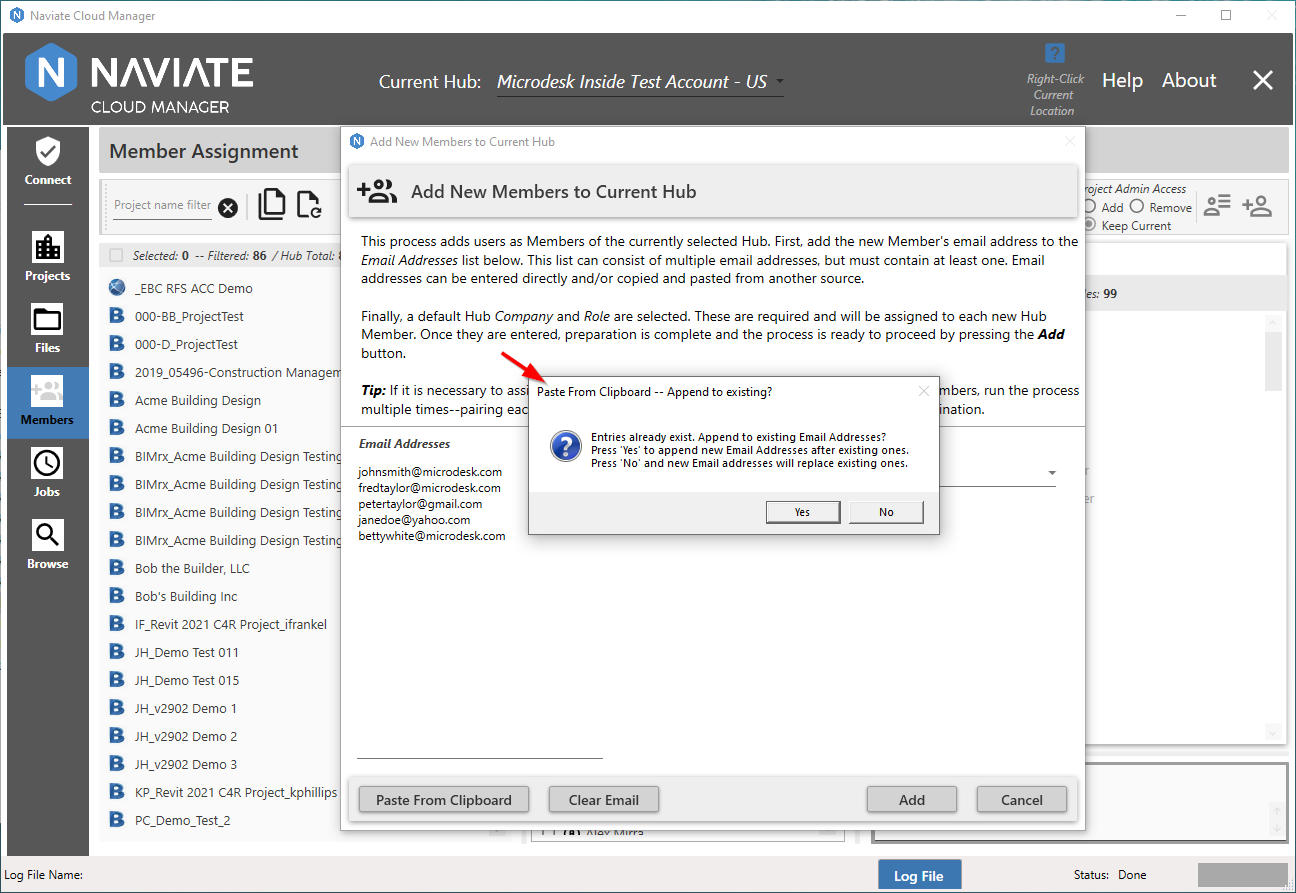 Naviate Cloud Manager
NAVIATE
CLOUD MANAGER
Current Hub: Microdesk Inside Test Account - US
?
Right-Click
Current
Location
Help
About
Connect
Projects
Files
Members
Jobs
Browse
Member Assignment
Project name filter
Selected: 0 -- Filtered: 86 / Hub Total:
_EBC RFS ACC Demo
000-BB_ProjectTest
000-D_ProjectTest
2019_05496-Construction Managem
Acme Building Design
Acme Building Design 01
BIMrx_Acme Building Design Testing
BIMrx_Acme Building Design Testing
BIMrx_Acme Building Design Testing
BIMrx_Acme Building Design Testing
Bob the Builder, LLC
Bob's Building Inc
IF_Revit 2021 C4R Project_ifrankel
JH_Demo Test 011
JH_Demo Test 015
JH_v2902 Demo 1
JH_v2902 Demo 2
JH_v2902 Demo 3
KP_Revit 2021 C4R Project_kphillips
PC_Demo_Test_2
Add New Members to Current Hub
Add New Members to Current Hub
This process adds users as Members of the currently selected Hub. First, add the new Member's email address to the
Email Addresses list below. This list can consist of multiple email addresses, but must contain at least one. Email
addresses can be entered directly and/or copied and pasted from another source.
Finally, a default Hub Company and Role are selected. These are required and will be assigned to each new Hub
Member. Once they are entered, preparation is complete and the process is ready to proceed by pressing the Add
button.
Tip: If it is necessary to assi
mbers, run the process
multiple times--pairing eac
ination.
Email Addresses
johnsmith@microdesk.com
fredtaylor@microdesk.com
petertaylor@gmail.com
janedoe@yahoo.com
bettywhite@microdesk.com
Paste From Clipboard -- Append to existing?
Entries already exist. Append to existing Email Addresses?
Press 'Yes' to append new Email Addresses after existing ones.
Press 'No' and new Email addresses will replace existing ones.
Yes
No
Paste From Clipboard
Clear Email
Add
Cancel
roject Admin Access
Add
Remove
Keep Current
es: 99
er
Log File Name:
Log File
Status: Done